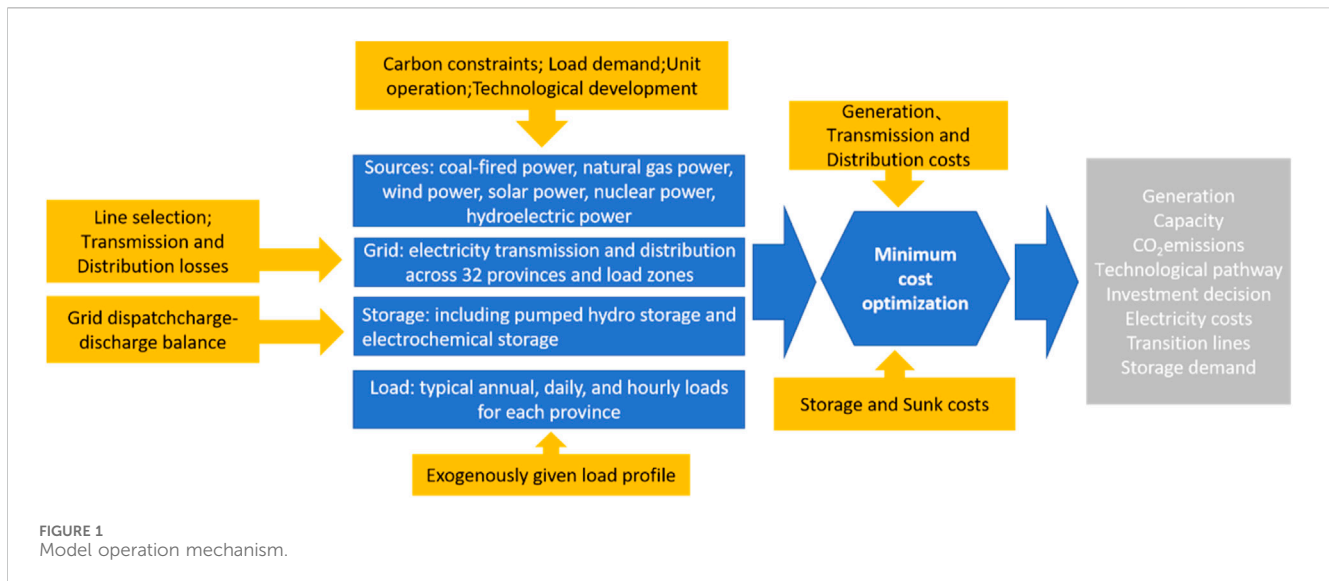 Carbon constraints; Load demand;Unit
operation;Technological development
Generation、
Transmission and
Distribution costs
Line selection;
Transmission and
Distribution losses
Grid dispatchcharge-
discharge balance
Sources: coal-fired power, natural gas power,
wind power, solar power, nuclear power,
hydroelectric power
Grid: electricity transmission and distribution
across 32 provinces and load zones
Storage: including pumped hydro storage and
electrochemical storage
Load: typical annual, daily, and hourly loads
for each province
Exogenously given load profile
Minimum
cost
optimization
Storage and Sunk costs
Generation
Capacity
CO₂emissions
Technological pathway
Investment decision
Electricity costs
Transition lines
Storage demand
FIGURE 1
Model operation mechanism.